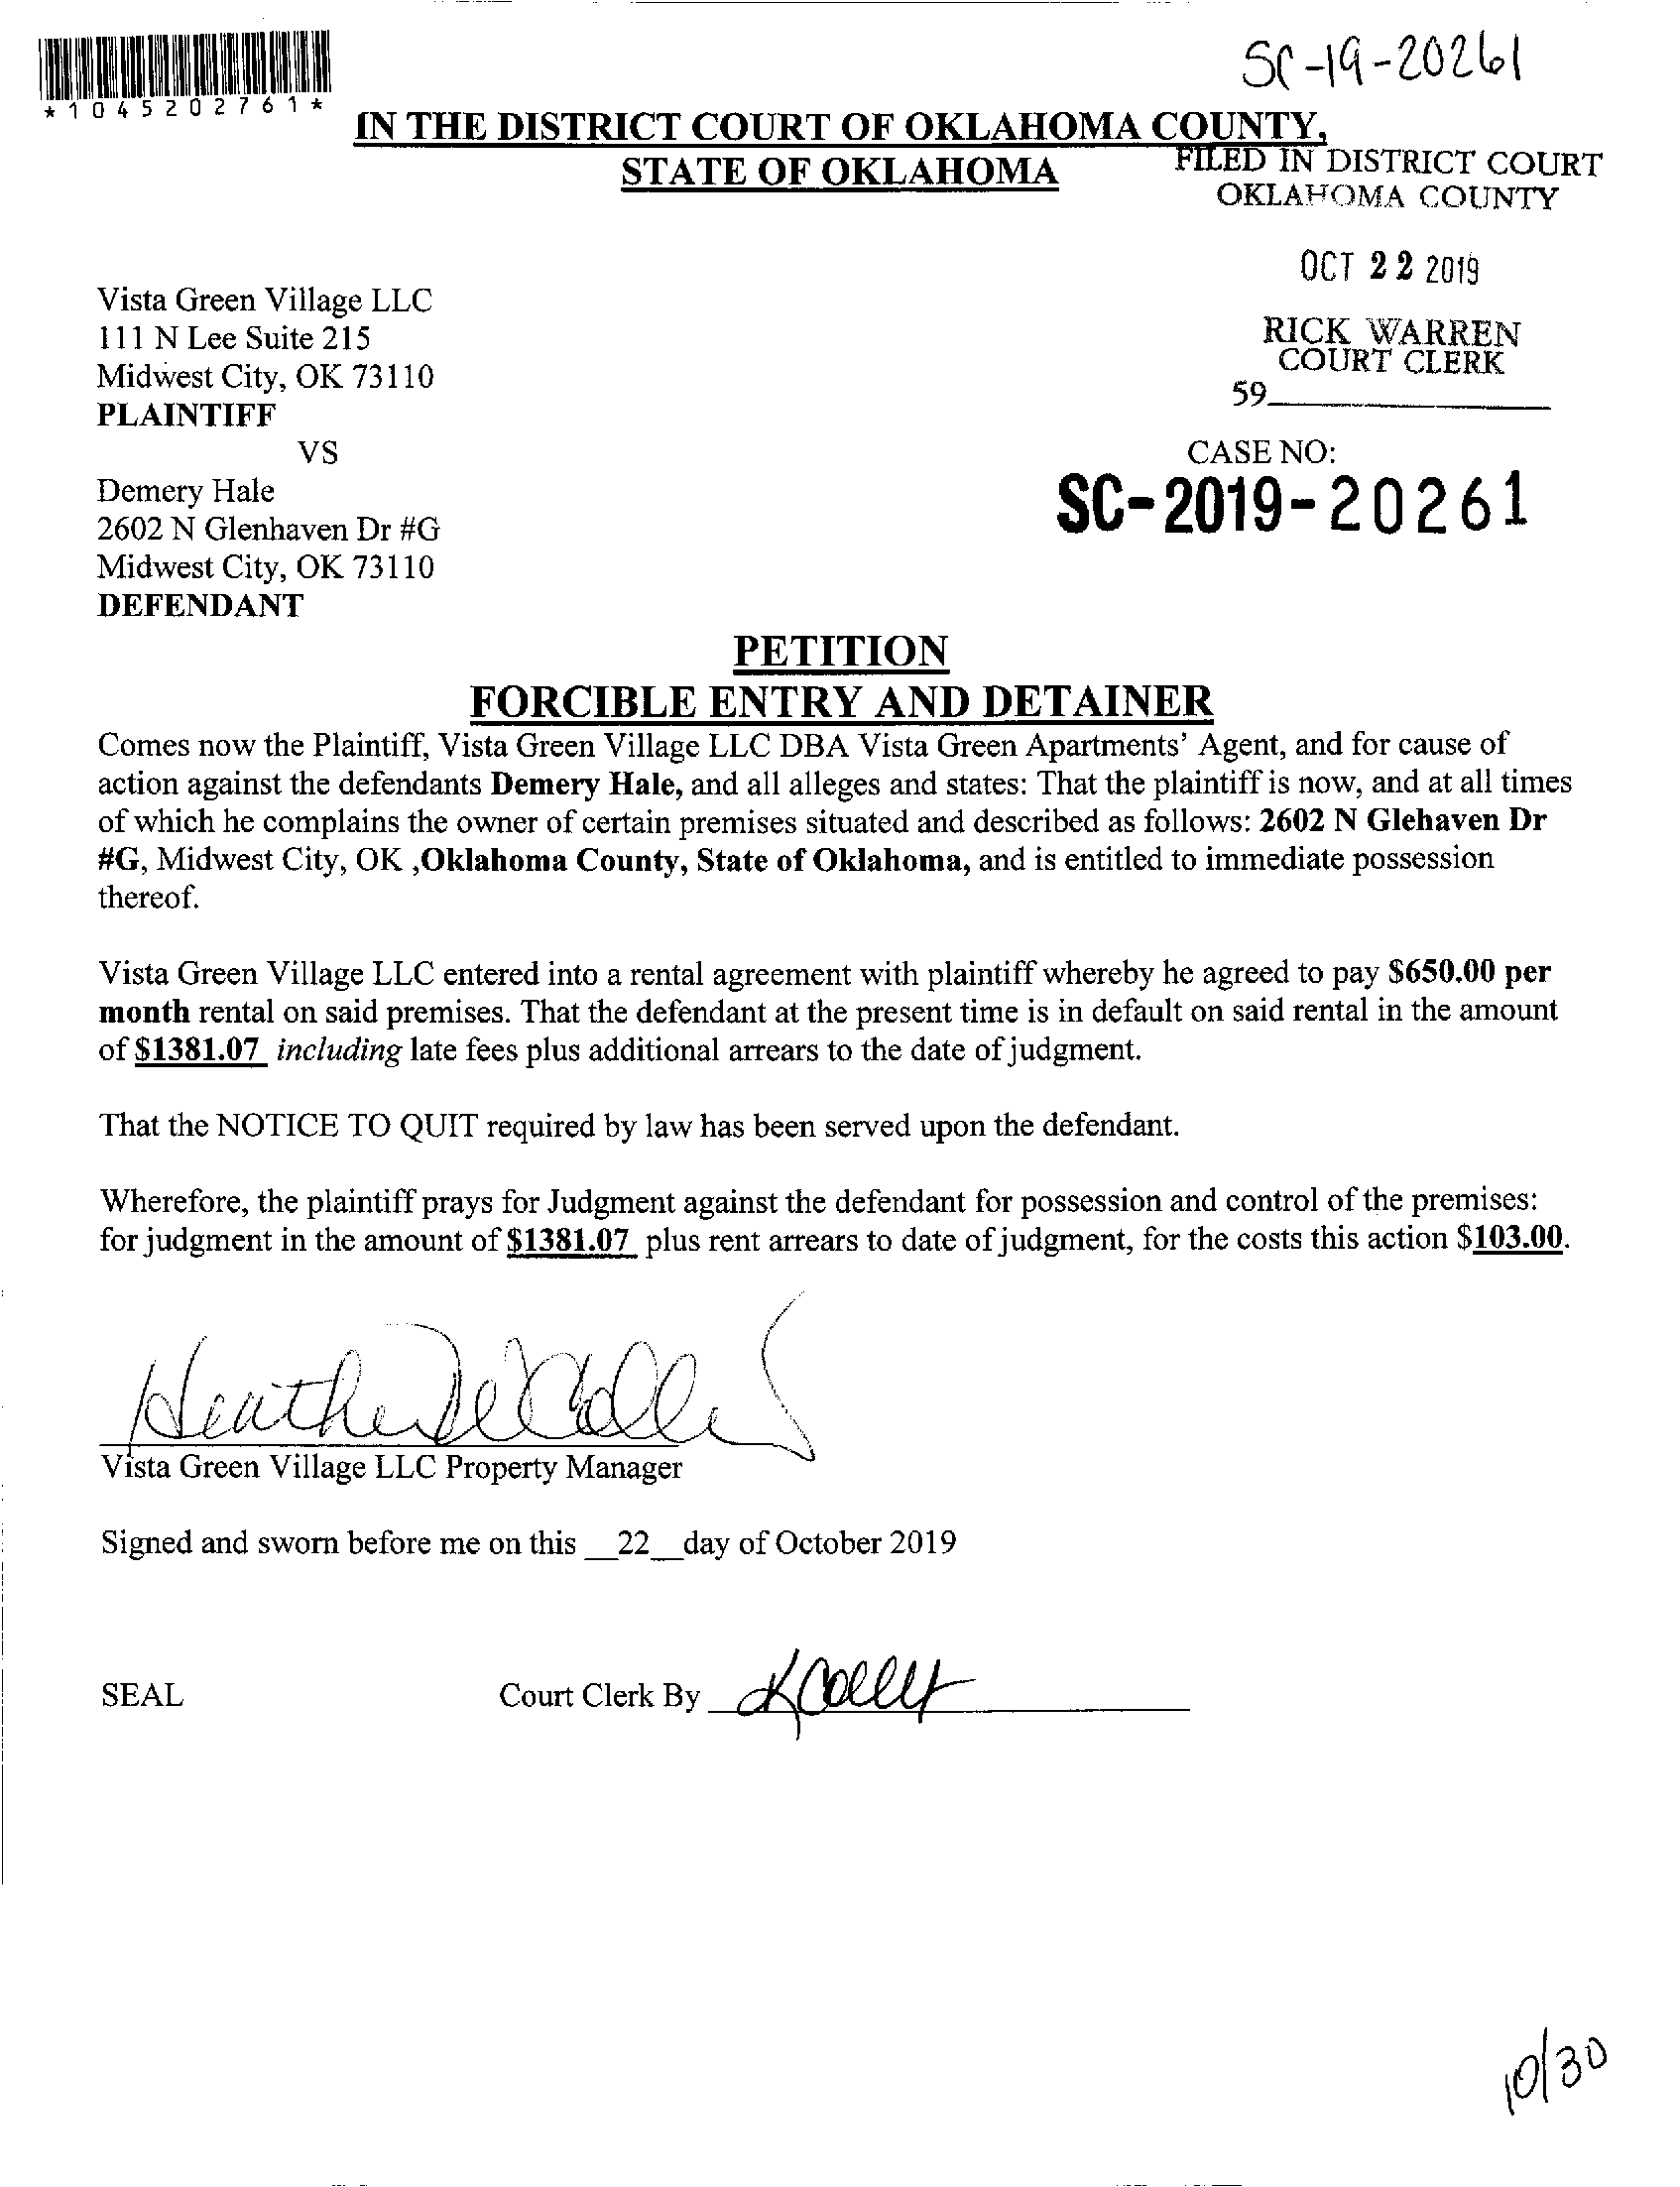 SC-19-20261
*1045202761*
IN THE DISTRICT COURT OF OKLAHOMA COUNTY,
STATE OF OKLAHOMA
FILED IN DISTRICT COURT
OKLAHOMA COUNTY
OCT 22 2019
RICK WARREN
COURT CLERK
59
Vista Green Village LLC
111 N Lee Suite 215
Midwest City, OK 73110
PLAINTIFF
VS
CASE NO:
SC-2019-20261
Demery Hale
2602 N Glenhaven Dr #G
Midwest City, OK 73110
DEFENDANT
PETITION
FORCIBLE ENTRY AND DETAINER
Comes now the Plaintiff, Vista Green Village LLC DBA Vista Green Apartments' Agent, and for cause of
action against the defendants Demery Hale, and all alleges and states: That the plaintiff is now, and at all times
of which he complains the owner of certain premises situated and described as follows: 2602 N Glehaven Dr
#G, Midwest City, OK ,Oklahoma County, State of Oklahoma, and is entitled to immediate possession
thereof.
Vista Green Village LLC entered into a rental agreement with plaintiff whereby he agreed to pay $650.00 per
month rental on said premises. That the defendant at the present time is in default on said rental in the amount
of $1381.07 including late fees plus additional arrears to the date of judgment.
That the NOTICE TO QUIT required by law has been served upon the defendant.
Wherefore, the plaintiff prays for Judgment against the defendant for possession and control of the premises:
for judgment in the amount of $1381.07 plus rent arrears to date of judgment, for the costs this action $103.00.
Vista Green Village LLC Property Manager
Signed and sworn before me on this __22__day of October 2019
SEAL
Court Clerk By
10/30